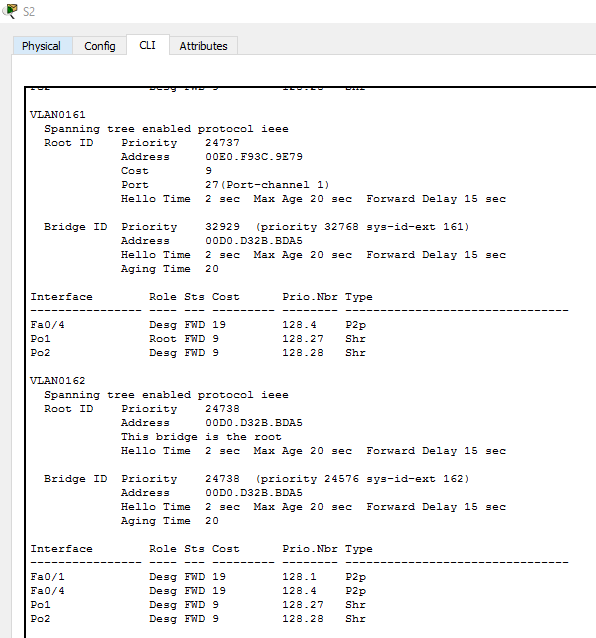 S2
Physical Config CLI Attributes
VLAN0161
Spanning tree enabled protocol ieee
Root ID Priority 24737
Address 00E0.F93C.9E79
Cost 9
Port 27(Port-channel 1)
Hello Time 2 sec Max Age 20 sec Forward Delay 15 sec
Bridge ID Priority 32929 (priority 32768 sys-id-ext 161)
Address 00D0.D32B.BDA5
Hello Time 2 sec Max Age 20 sec Forward Delay 15 sec
Aging Time 20
Interface Role Sts Cost Prio.Nbr Type
---------------- ---- --- --------- -------- --------------------------------
Fa0/4 Desg FWD 19 128.4 P2p
Po1 Root FWD 9 128.27 Shr
Po2 Desg FWD 9 128.28 Shr
VLAN0162
Spanning tree enabled protocol ieee
Root ID Priority 24738
Address 00D0.D32B.BDA5
This bridge is the root
Hello Time 2 sec Max Age 20 sec Forward Delay 15 sec
Bridge ID Priority 24738 (priority 24576 sys-id-ext 162)
Address 00D0.D32B.BDA5
Hello Time 2 sec Max Age 20 sec Forward Delay 15 sec
Aging Time 20
Interface Role Sts Cost Prio.Nbr Type
---------------- ---- --- --------- -------- --------------------------------
Fa0/1 Desg FWD 19 128.1 P2p
Fa0/4 Desg FWD 19 128.4 P2p
Po1 Desg FWD 9 128.27 Shr
Po2 Desg FWD 9 128.28 Shr